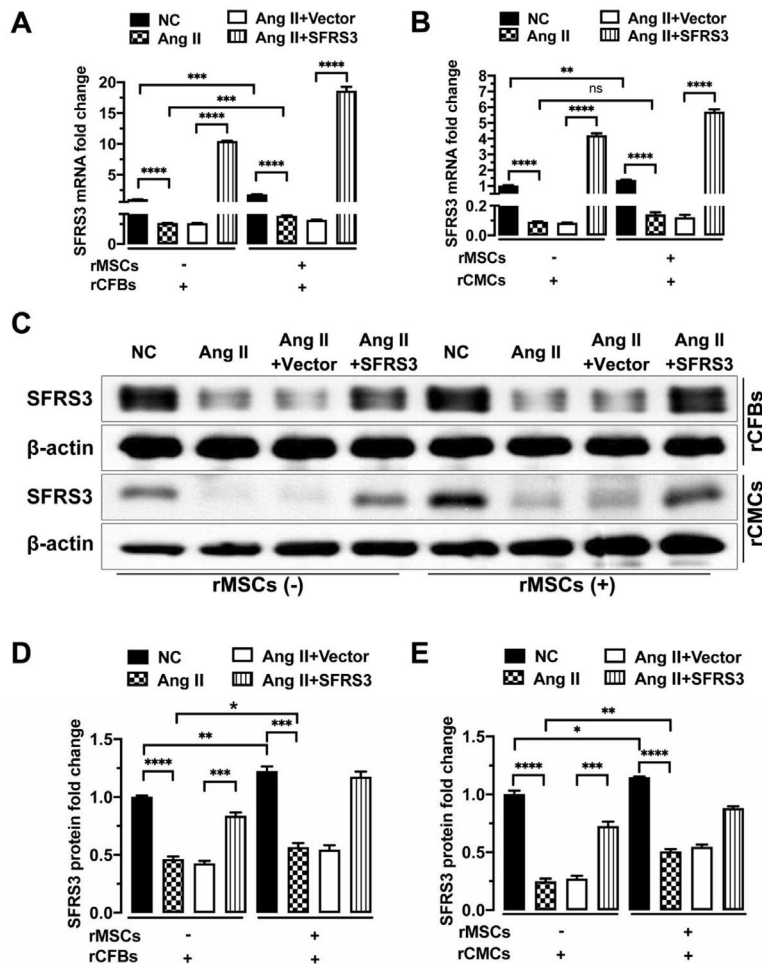 A
NC
Ang II+Vector
Ang II
Ang II+SFRS3
SFRS3 mRNA fold change
20
15
10
5
0
***
***
****
****
****
****
rMSCs - +
rCFBs + +
B
NC
Ang II+Vector
Ang II
Ang II+SFRS3
SFRS3 mRNA fold change
8
7
6
5
4
3
2
1
0.2
0.0
**
ns
****
****
****
****
rMSCs - +
rCMCs + +
C
NC Ang II Ang II +Vector Ang II +SFRS3 NC Ang II Ang II +Vector Ang II +SFRS3
SFRS3
β-actin
rCFBs
SFRS3
β-actin
rCMCs
rMSCs (-) rMSCs (+)
D
NC
Ang II+Vector
Ang II
Ang II+SFRS3
SFRS3 protein fold change
1.5
1.0
0.5
0.0
*
**
***
****
***
rMSCs - +
rCFBs + +
E
NC
Ang II+Vector
Ang II
Ang II+SFRS3
SFRS3 protein fold change
1.5
1.0
0.5
0.0
**
*
****
***
****
rMSCs - +
rCMCs + +